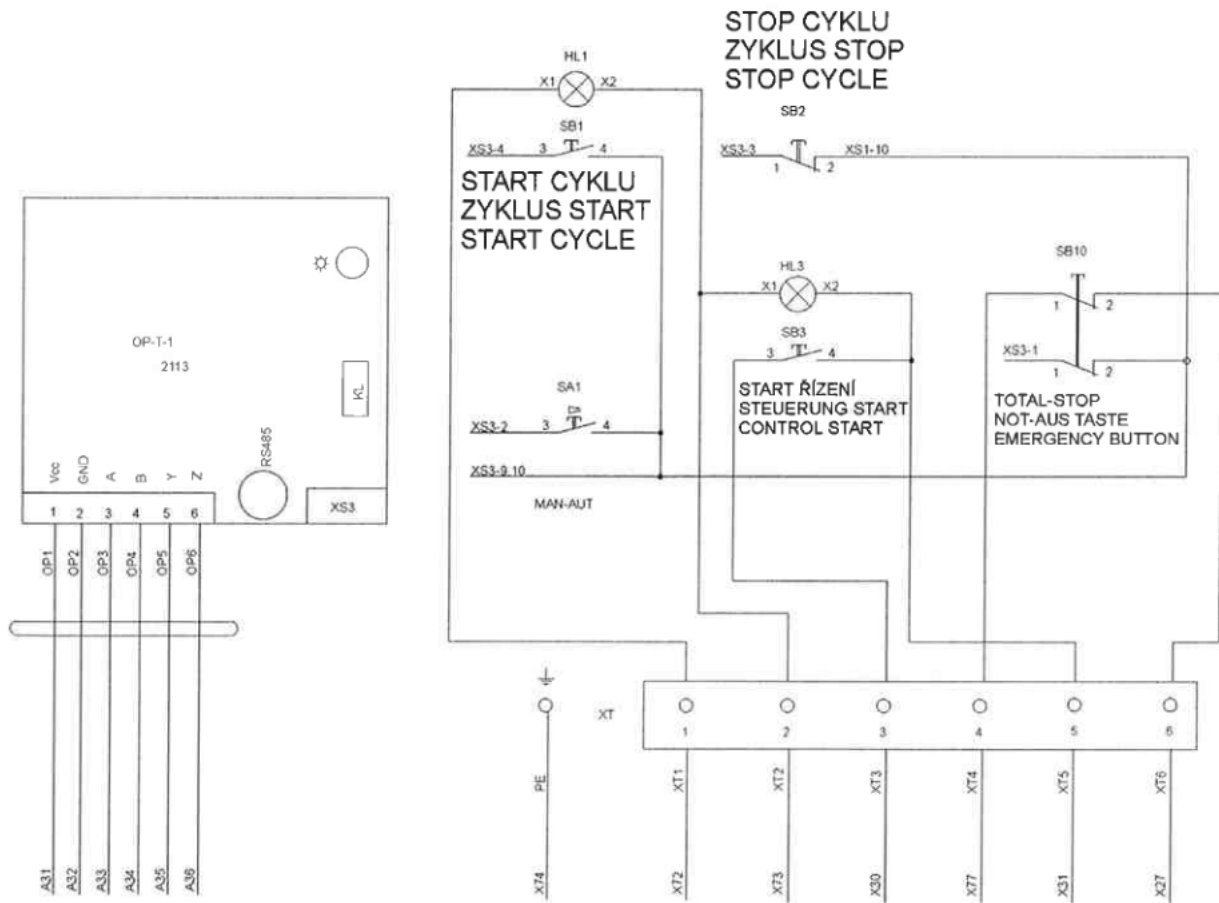 STOP CYKLU
ZYKLUS STOP
STOP CYCLE
HL1
X1 X2
SB1
XS3-4 3 4
START CYKLU
ZYKLUS START
START CYCLE
SB2
XS3-3 XS1-10
1 2
HL3
X1 X2
SB3
3 4
START ŘÍZENÍ
STEUERUNG START
CONTROL START
SB10
1 2
XS3-1
1 2
TOTAL-STOP
NOT-AUS TASTE
EMERGENCY BUTTON
SA1
XS3-2 3 4
XS3-9,10
MAN-AUT
OP-T-1
2113
KL
RS485
XS3
Vcc GND A B Y Z
1 2 3 4 5 6
OP1 OP2 OP3 OP4 OP5 OP6
A31 A32 A33 A34 A35 A36
XT
1 2 3 4 5 6
PE XT1 XT2 XT3 XT4 XT5 XT6
X74 X72 X73 X30 X77 X31 X27